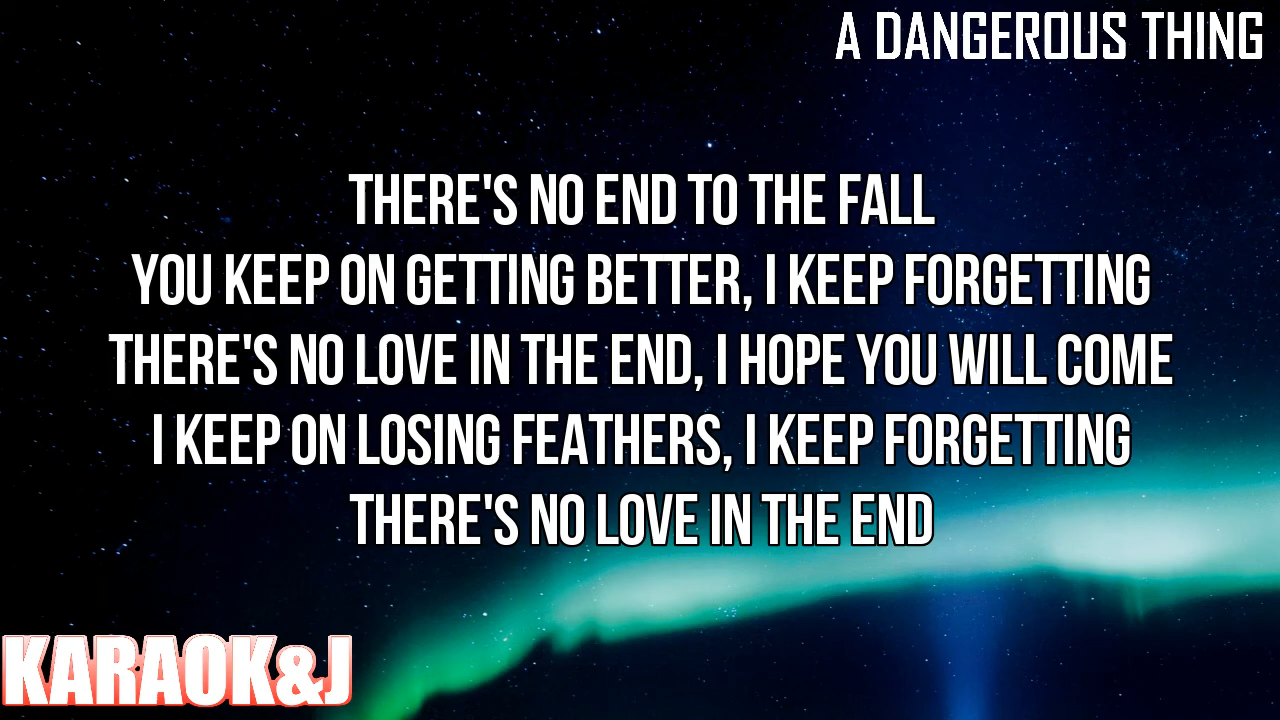 A DANGEROUS THING
THERE'S NO END TO THE FALL
YOU KEEP ON GETTING BETTER, I KEEP FORGETTING
THERE'S NO LOVE IN THE END, I HOPE YOU WILL COME
I KEEP ON LOSING FEATHERS, I KEEP FORGETTING
THERE'S NO LOVE IN THE END
KARAOK&J